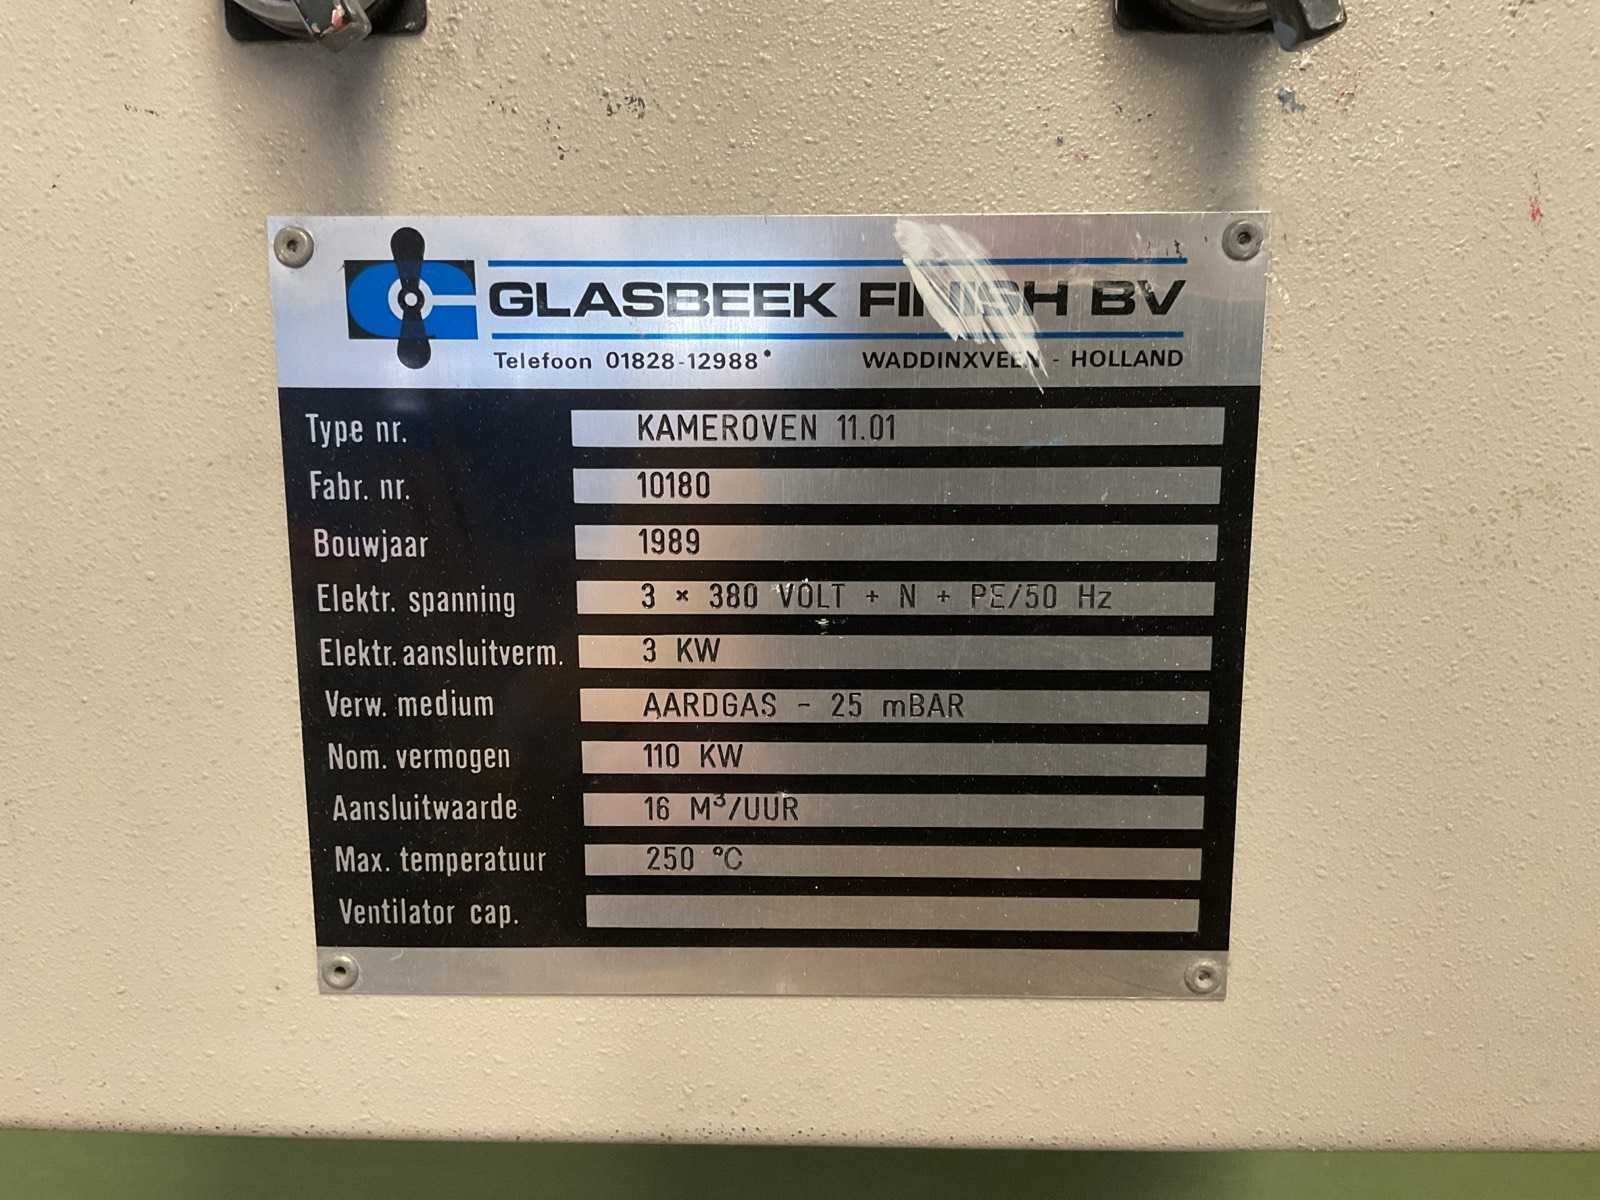 GLASBEEK FINISH BV
Telefoon 01828-12988* WADDINXVEEN - HOLLAND
Type nr. KAMEROVEN 11.01
Fabr. nr. 10180
Bouwjaar 1989
Elektr. spanning 3 × 380 VOLT + N + PE/50 Hz
Elektr. aansluitverm. 3 KW
Verw. medium AARDGAS - 25 mBAR
Nom. vermogen 110 KW
Aansluitwaarde 16 M³/UUR
Max. temperatuur 250 °C
Ventilator cap.